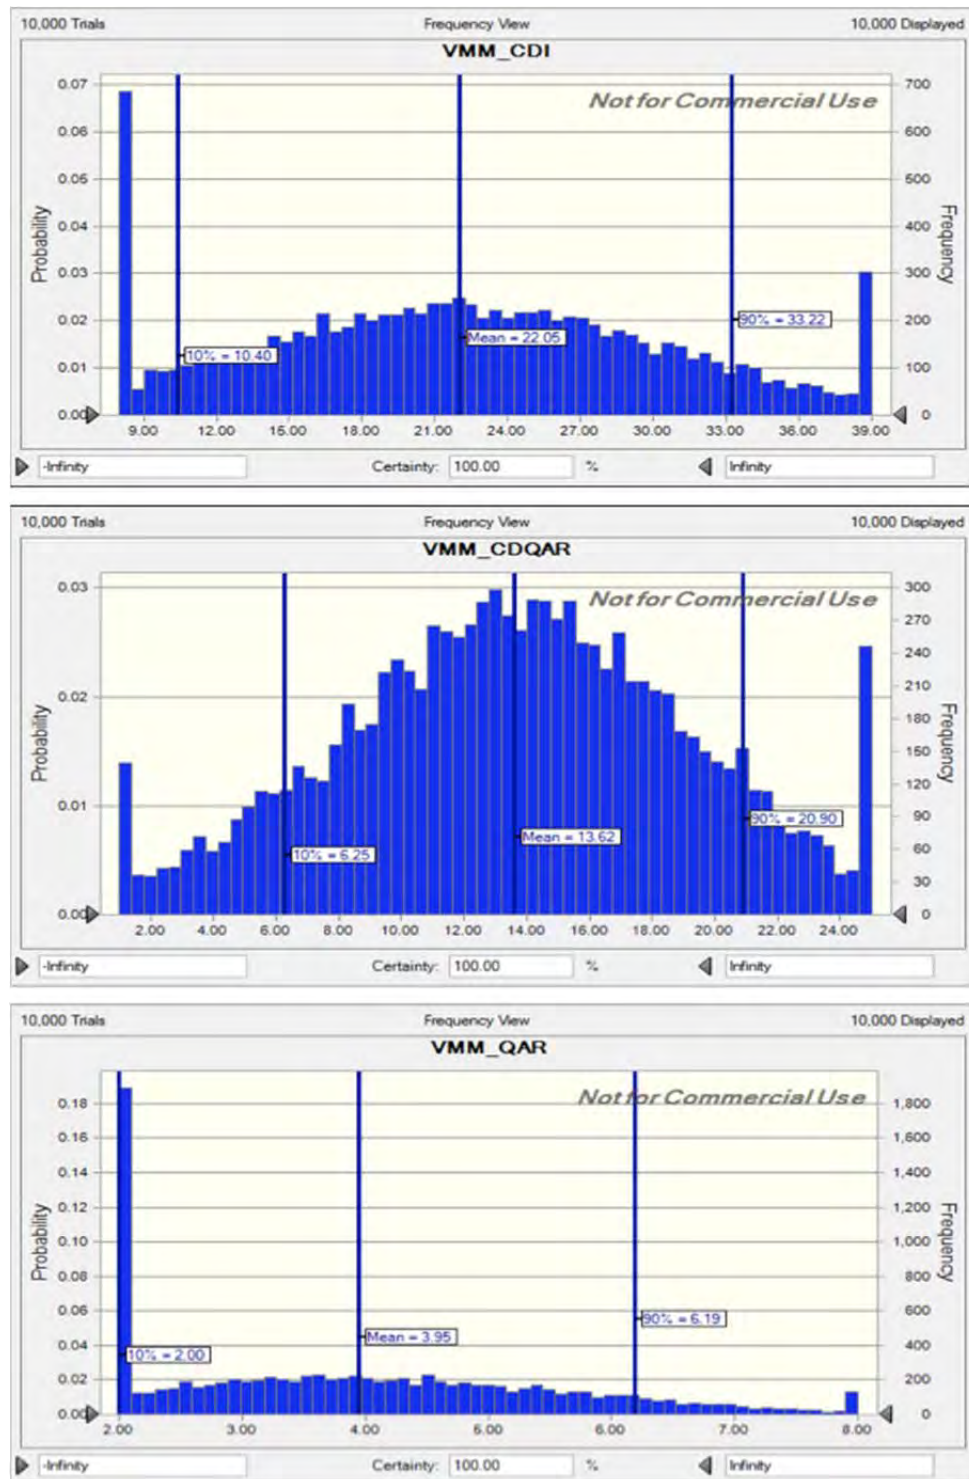 10,000 Trials Frequency View 10,000 Displayed
VMM_CDI
Not for Commercial Use
0.07 700
0.06 600
0.05 500
0.04 400
0.03 300
0.02 200
0.01 100
0.00 0
Probability
Frequency
10% = 10.40
Mean = 22.05
90% = 33.22
9.00 12.00 15.00 18.00 21.00 24.00 27.00 30.00 33.00 36.00 39.00
-Infinity Certainty: 100.00 % Infinity
10,000 Trials Frequency View 10,000 Displayed
VMM_CDQAR
Not for Commercial Use
0.03 300
270
240
0.02 210
180
150
0.01 120
90
60
30
0.00 0
Probability
Frequency
10% = 6.25
Mean = 13.62
90% = 20.90
2.00 4.00 6.00 8.00 10.00 12.00 14.00 16.00 18.00 20.00 22.00 24.00
-Infinity Certainty: 100.00 % Infinity
10,000 Trials Frequency View 10,000 Displayed
VMM_QAR
Not for Commercial Use
0.18 1,800
0.16 1,600
0.14 1,400
0.12 1,200
0.10 1,000
0.08 800
0.06 600
0.04 400
0.02 200
0.00 0
Probability
Frequency
10% = 2.00
Mean = 3.95
90% = 6.19
2.00 3.00 4.00 5.00 6.00 7.00 8.00
-Infinity Certainty: 100.00 % Infinity